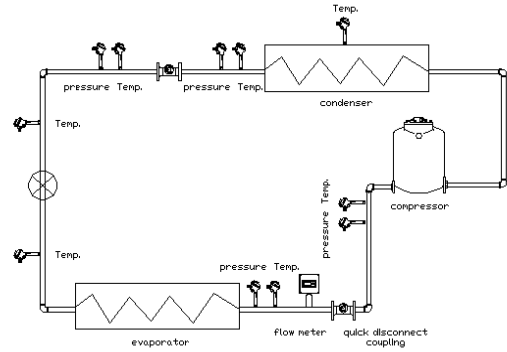 Temp.
pressure Temp.
pressure Temp.
condenser
Temp.
pressure Temp.
compressor
Temp.
pressure Temp.
evaporator
flow meter
quick disconnect
coupling